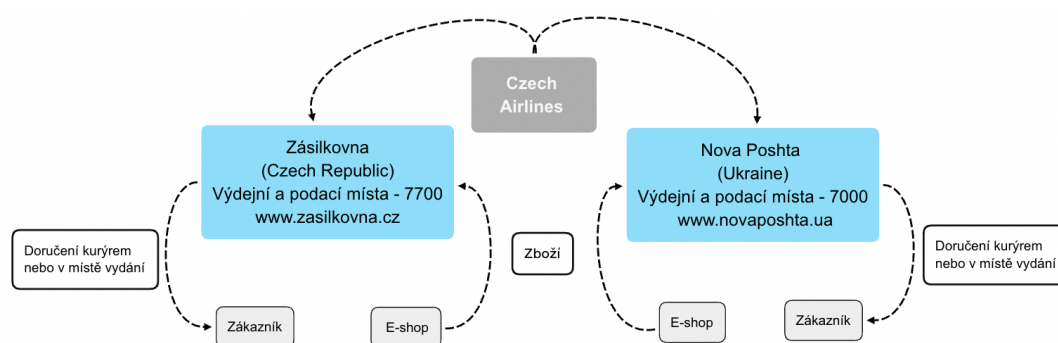 Czech
Airlines
Zásilkovna
(Czech Republic)
Výdejní a podací místa - 7700
www.zasilkovna.cz
Nova Poshta
(Ukraine)
Výdejní a podací místa - 7000
www.novaposhta.ua
Doručení kurýrem
nebo v místě vydání
Zboží
Doručení kurýrem
nebo v místě vydání
Zákazník
E-shop
E-shop
Zákazník